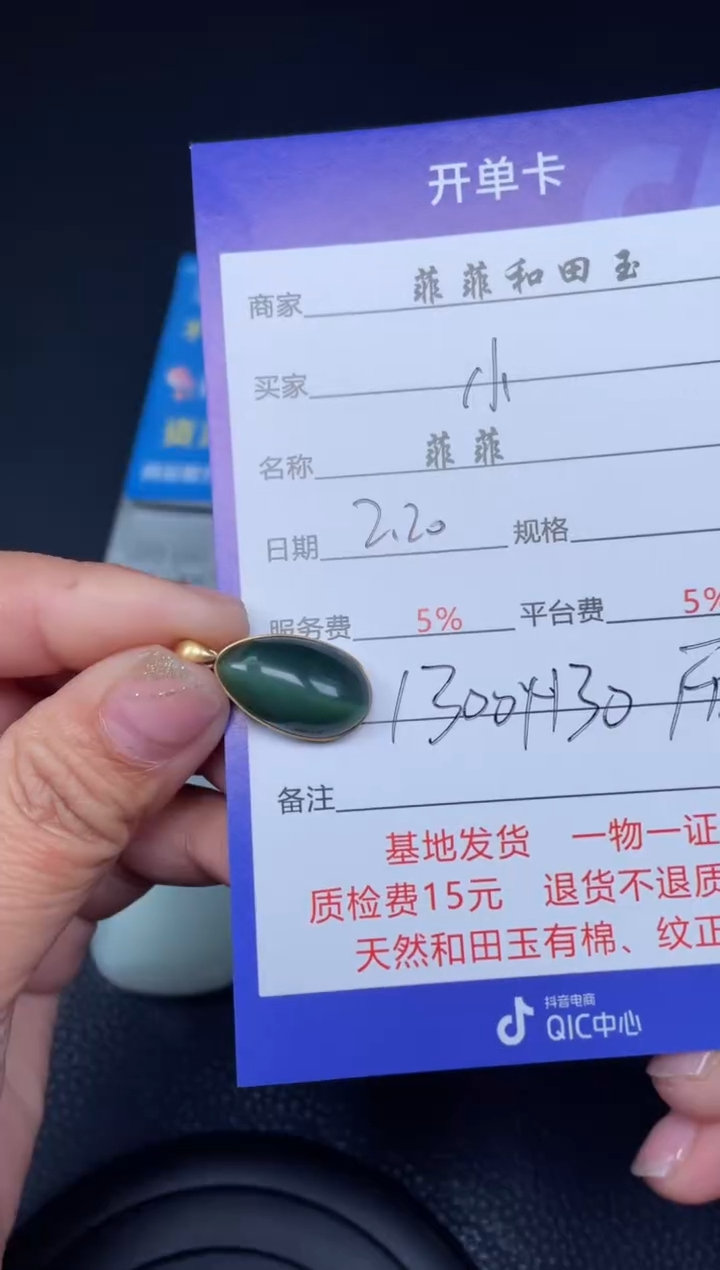 开单卡
商家 菲菲和田玉
买家 小
名称 菲菲
日期 2.20 规格
服务费 5% 平台费 5%
1300+130
备注
基地发货 一物一证
质检费15元 退货不退质
天然和田玉有棉、纹正
抖音电商
QIC中心